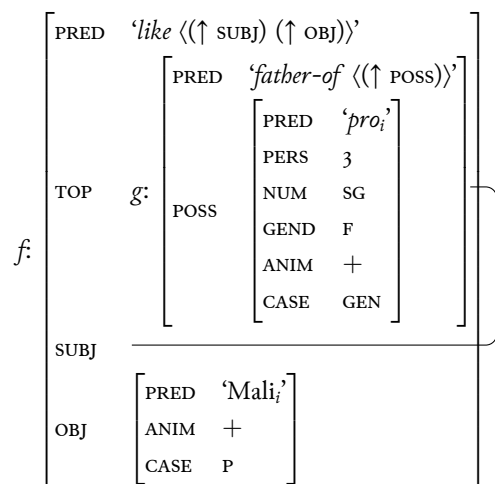 PRED ‘like ⟨(↑ SUBJ) (↑ OBJ)⟩’
PRED ‘father-of ⟨(↑ POSS)⟩’
PRED ‘proᵢ’
PERS 3
TOP g: NUM SG
POSS
GEND F
f:
ANIM +
CASE GEN
SUBJ
PRED ‘Maliᵢ’
OBJ ANIM +
CASE P